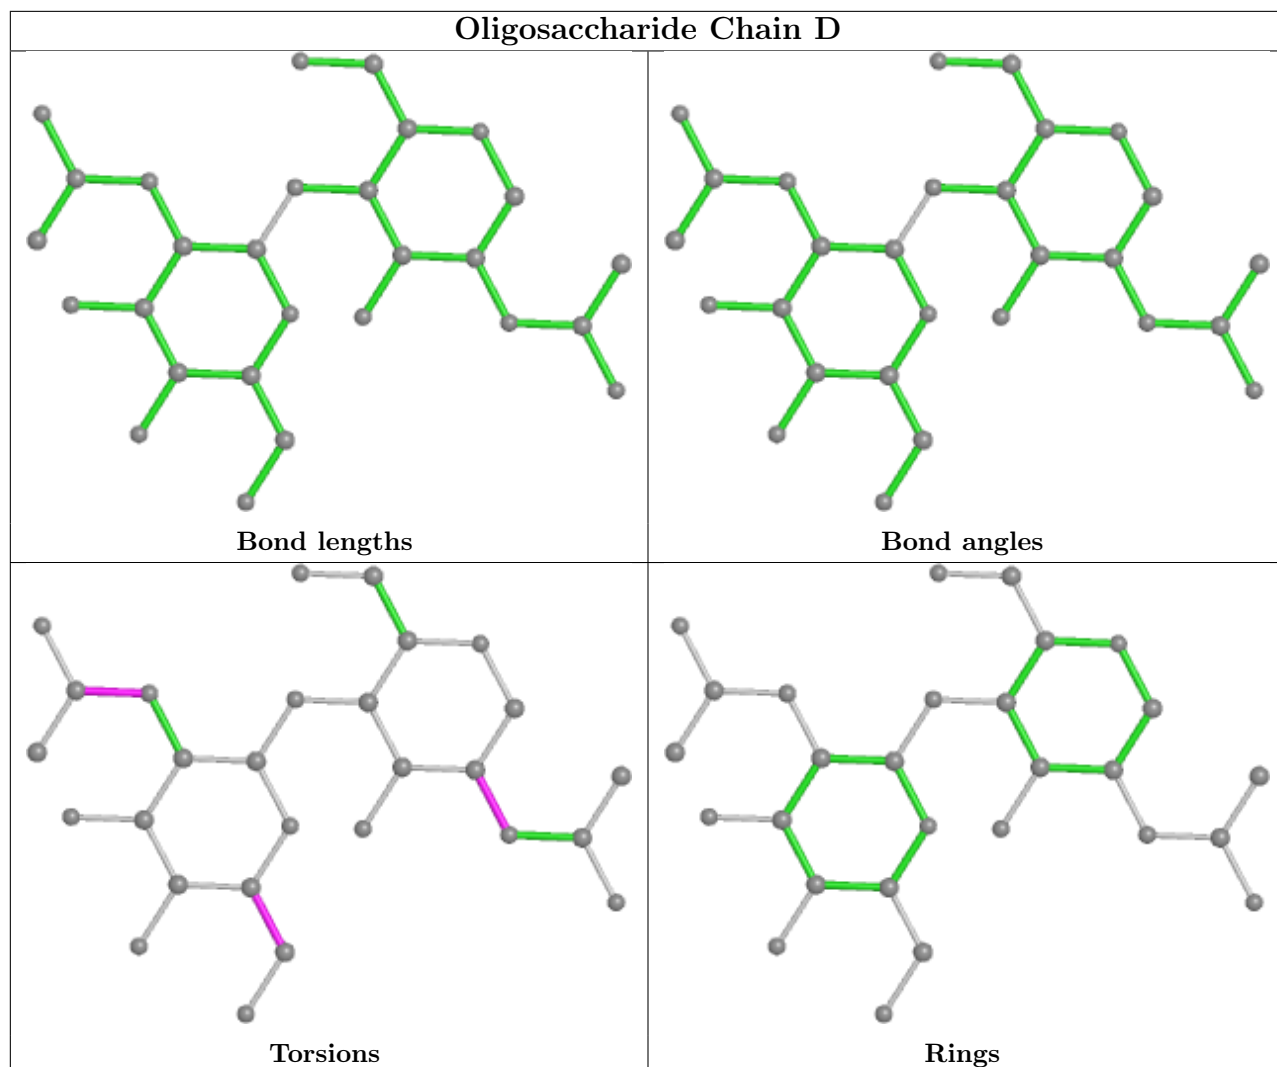 Oligosaccharide Chain D
Bond lengths
Bond angles
Torsions
Rings